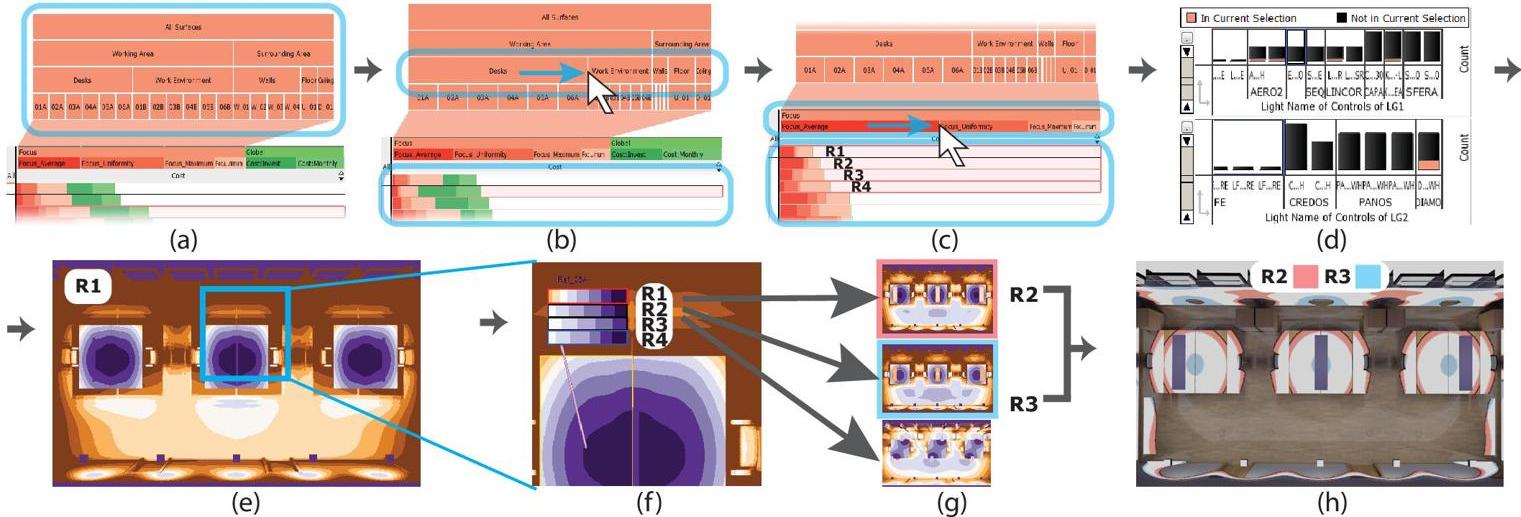 All Surfaces
Working Area
Surrounding Area
Desks
Work Environment
Walls
Floor
01A 02A 03A 04A 05A 06A 01B 02B 03B 04B 05B 06B
Focus
Global
Focus_Average
Focus_Uniformity
Focus_Maximum
Cost:Invest
Cost:Monthly
All
Cost
(a)
All Surfaces
Working Area
Surrounding Area
Desks
Work Environment
Walls
Floor
01A 02A 03A 04A 05A 06A
Focus
Global
Focus_Average
Focus_Uniformity
Focus_Maximum
Cost:Invest
Cost:Monthly
All
Cost
(b)
Desks
Work Environment
Walls
Floor
01A 02A 03A 04A 05A 06A
Focus
Focus_Average
Focus_Uniformity
Focus_Maximum
All
R1
R2
R3
R4
(c)
In Current Selection
Not in Current Selection
Count
AERO2
SEQ
LINCOR
CAPA
SFERA
Light Name of Controls of LG1
Count
FE
CREDOS
PANOS
DIAMO
Light Name of Controls of LG2
(d)
R1
(e)
R1
R2
R3
R4
(f)
R2
R3
(g)
R2
R3
(h)